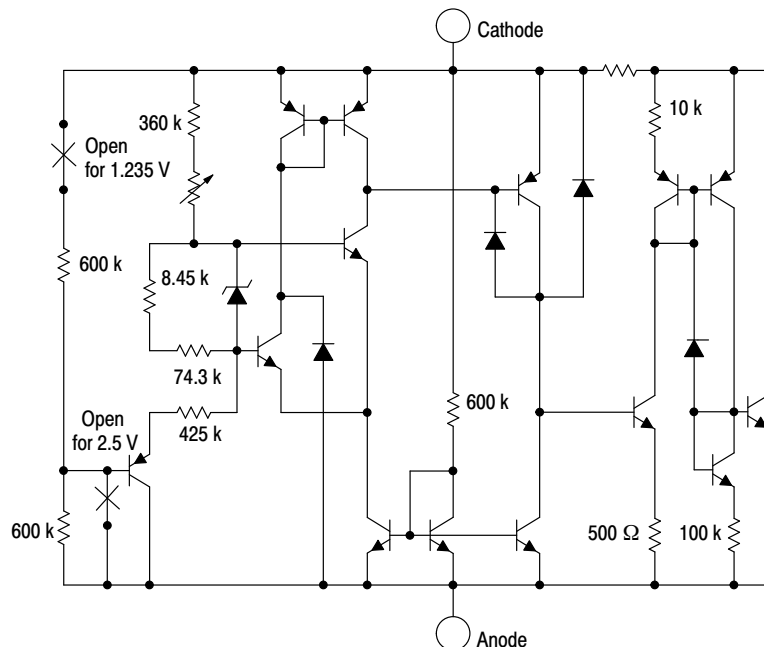 Cathode
360 k
10 k
Open
for 1.235 V
600 k
8.45 k
74.3 k
600 k
Open
for 2.5 V
425 k
600 k
500 Ω
100 k
Anode